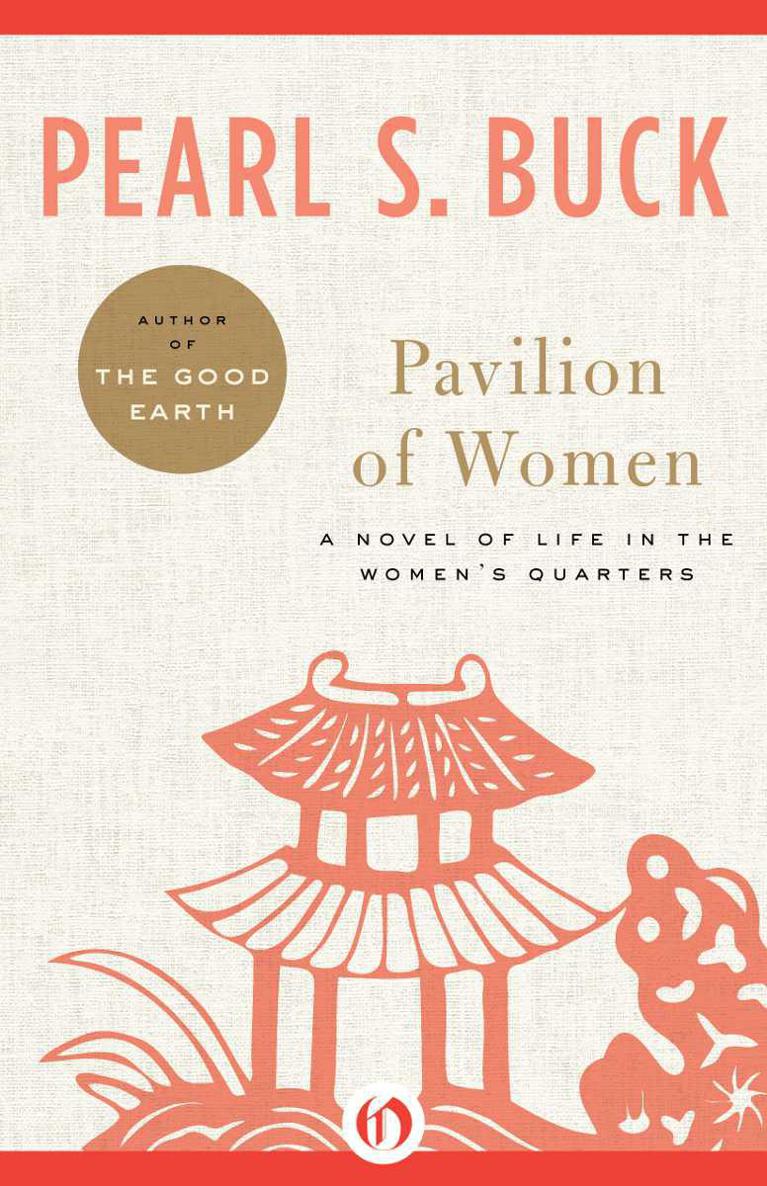 PEARL S. BUCK
AUTHOR
OF
THE GOOD
EARTH
Pavilion
of Women
A NOVEL OF LIFE IN THE
WOMEN'S QUARTERS